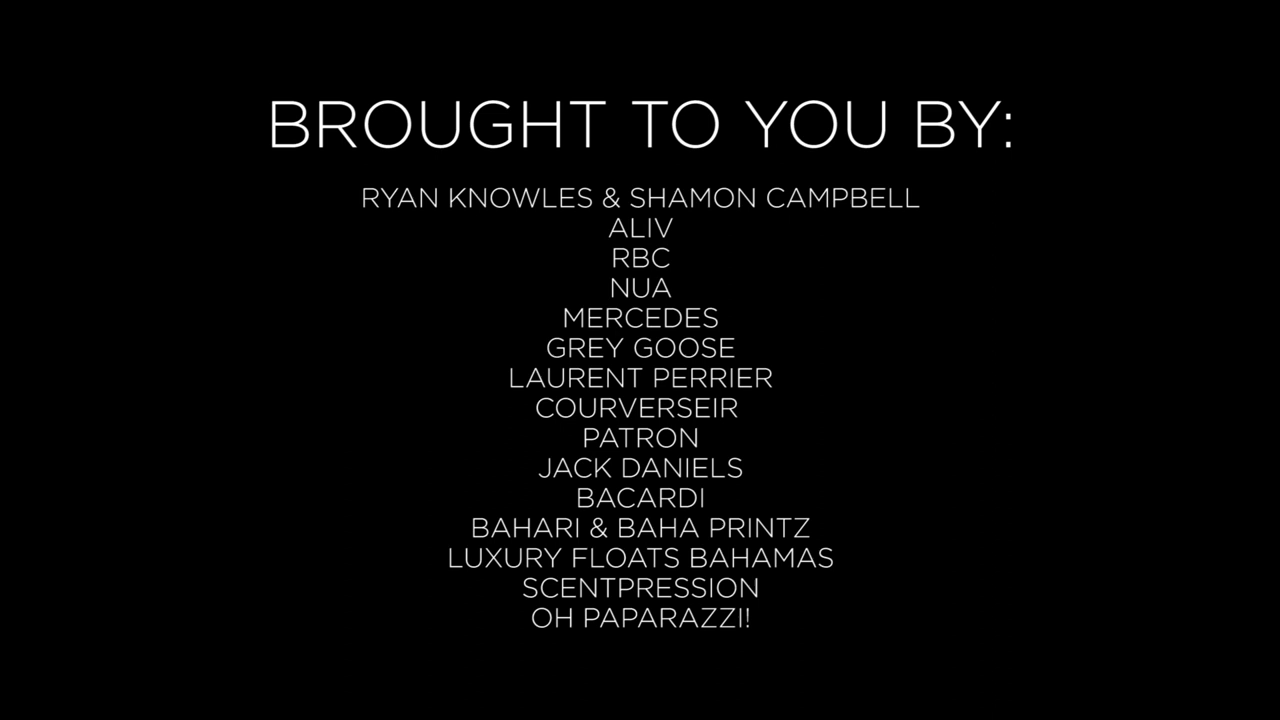 BROUGHT TO YOU BY:
RYAN KNOWLES & SHAMON CAMPBELL
ALIV
RBC
NUA
MERCEDES
GREY GOOSE
LAURENT PERRIER
COURVERSEIR
PATRON
JACK DANIELS
BACARDI
BAHARI & BAHA PRINTZ
LUXURY FLOATS BAHAMAS
SCENTPRESSION
OH PAPARAZZI!